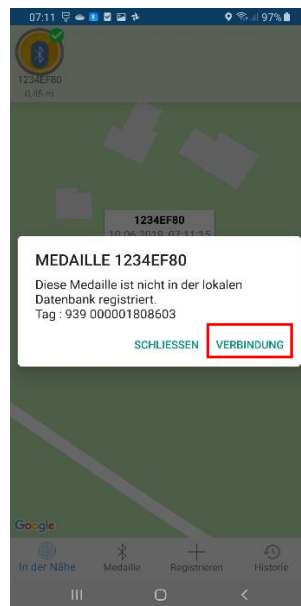 07:11
97%
1234EF80
0,45 m
1234EF80
10.06.2019 07:11:15
MEDAILLE 1234EF80
Diese Medaille ist nicht in der lokalen
Datenbank registriert.
Tag : 939 000001808603
SCHLIESSEN VERBINDUNG
Google
In der Nähe Medaille Registrieren Historie